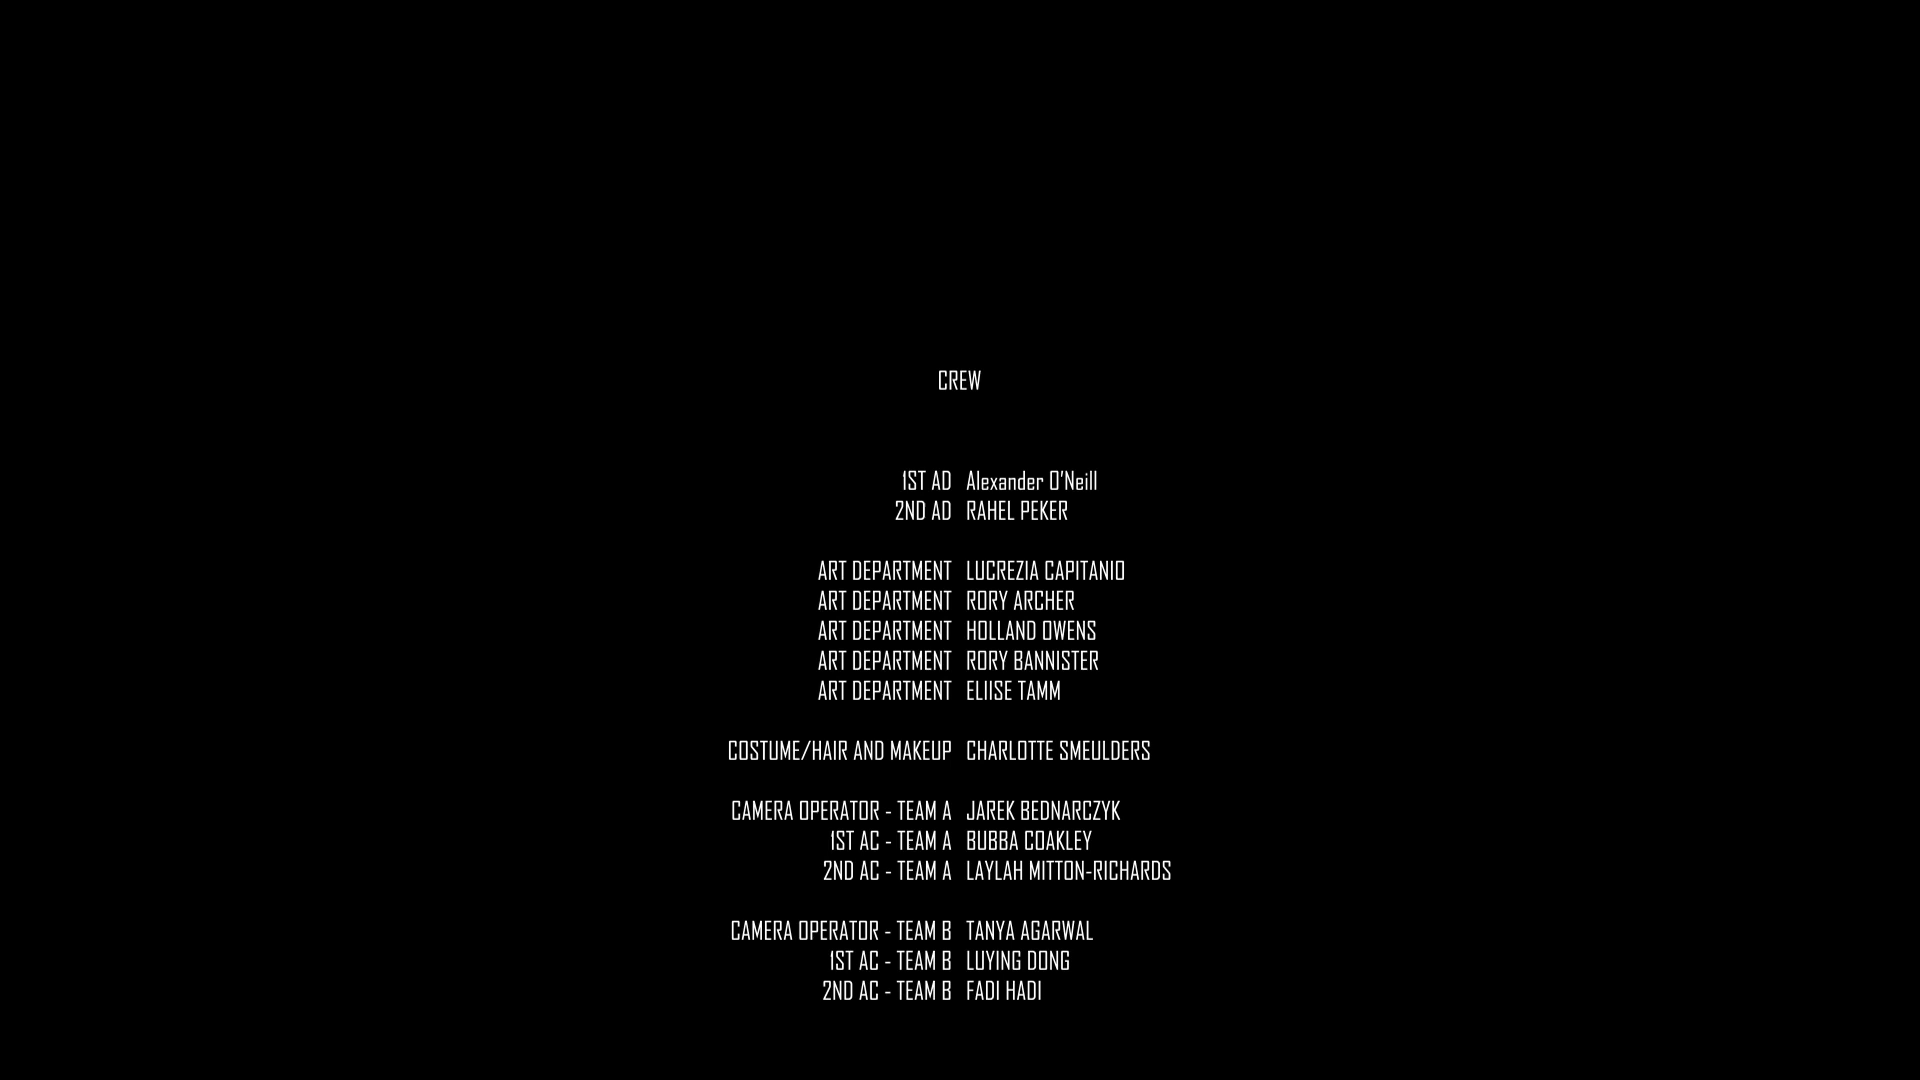 CREW
1ST AD Alexander O'Neill
2ND AD RAHEL PEKER
ART DEPARTMENT LUCREZIA CAPITANIO
ART DEPARTMENT RORY ARCHER
ART DEPARTMENT HOLLAND OWENS
ART DEPARTMENT RORY BANNISTER
ART DEPARTMENT ELIISE TAMM
COSTUME/HAIR AND MAKEUP CHARLOTTE SMEULDERS
CAMERA OPERATOR - TEAM A JAREK BEDNARCZYK
1ST AC - TEAM A BUBBA COAKLEY
2ND AC - TEAM A LAYLAH MITTON-RICHARDS
CAMERA OPERATOR - TEAM B TANYA AGARWAL
1ST AC - TEAM B LUYING DONG
2ND AC - TEAM B FADI HADI